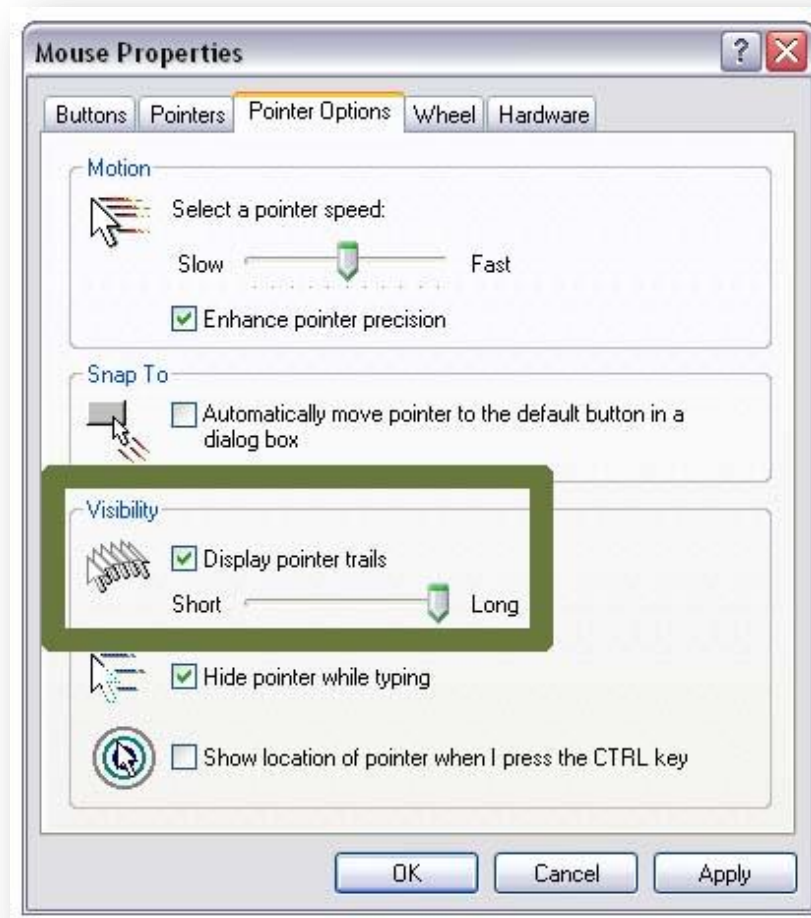 Mouse Properties
?
Buttons Pointers Pointer Options Wheel Hardware
Motion
Select a pointer speed:
Slow Fast
Enhance pointer precision
Snap To
Automatically move pointer to the default button in a
dialog box
Visibility
Display pointer trails
Short Long
Hide pointer while typing
Show location of pointer when I press the CTRL key
OK Cancel Apply